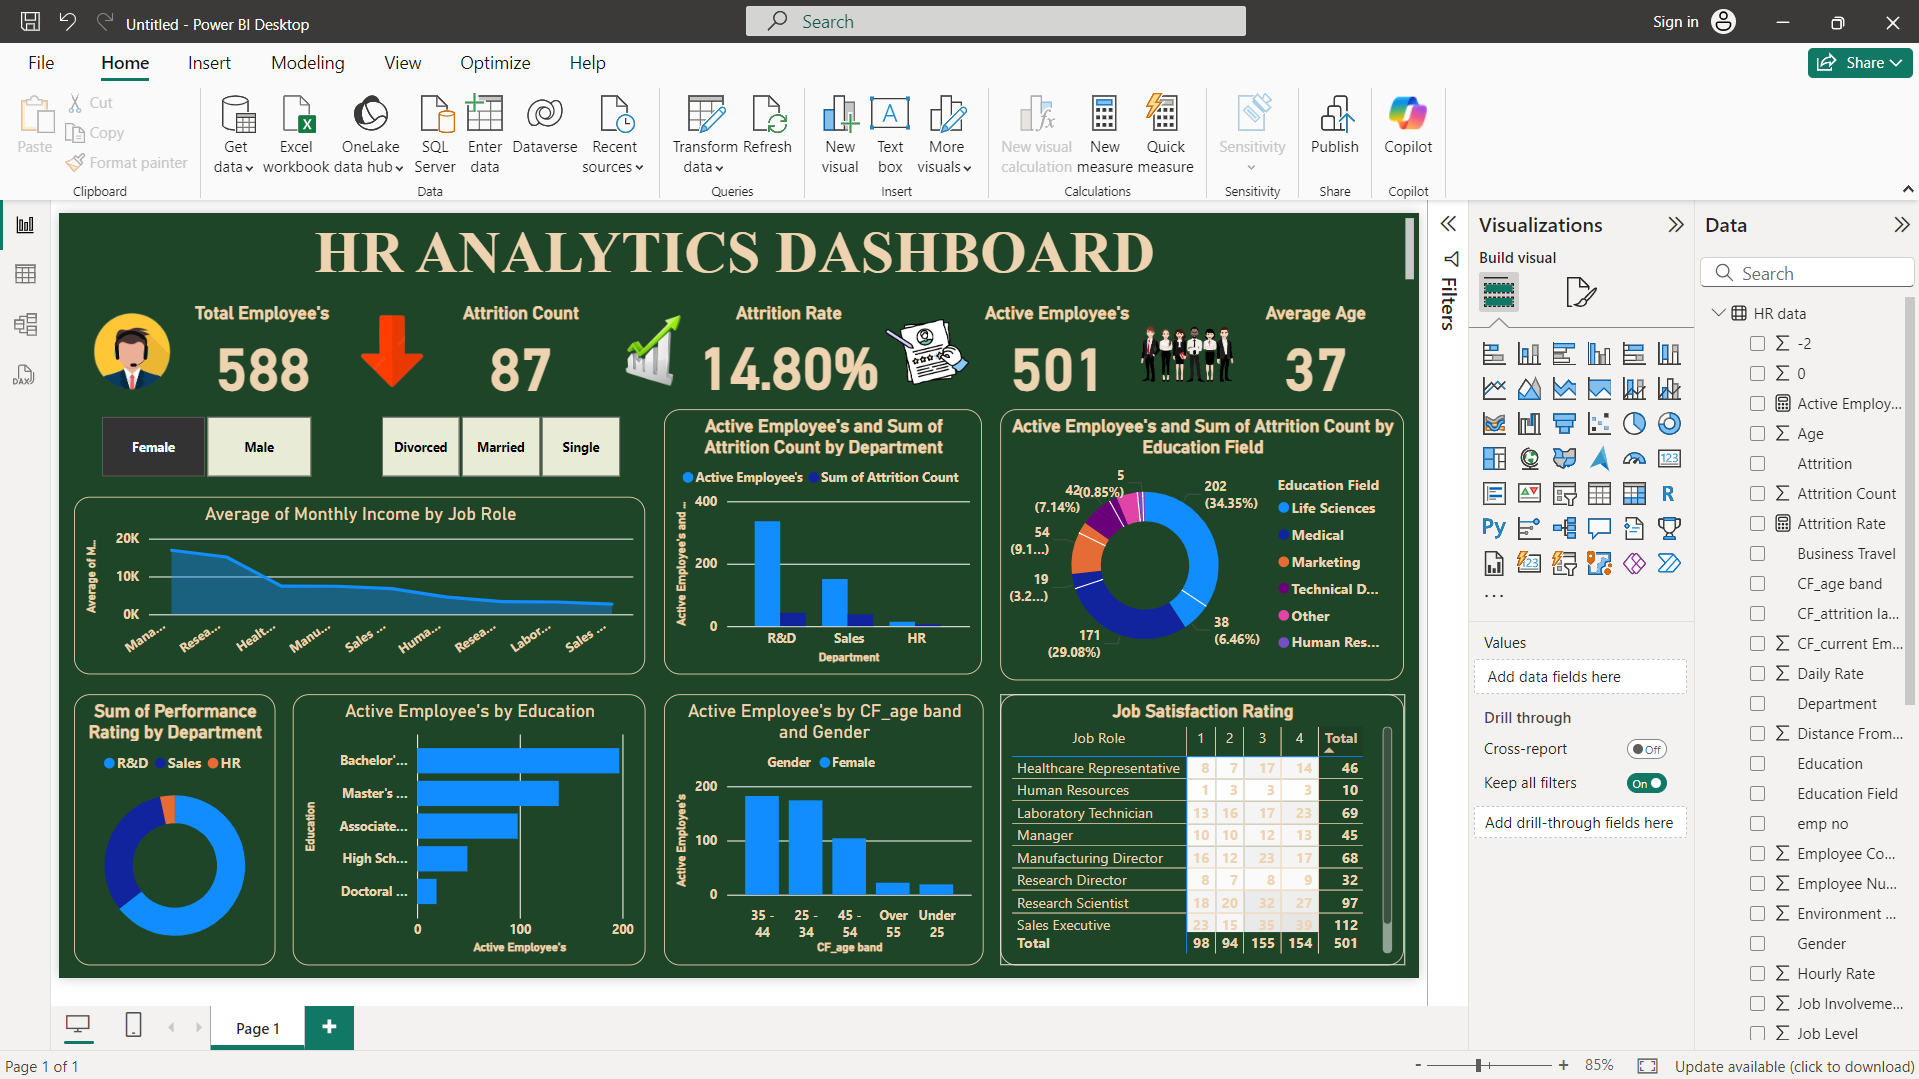 Untitled - Power BI Desktop
Search
Sign in
File Home Insert Modeling View Optimize Help
Share
Paste
Cut
Copy
Format painter
Clipboard
Get data
Excel workbook
OneLake data hub
SQL Server
Enter data
Dataverse
Recent sources
Data
Transform data
Refresh
Queries
New visual
Text box
More visuals
Insert
New visual calculation
New measure
Quick measure
Calculations
Sensitivity
Sensitivity
Publish
Share
Copilot
Copilot
HR ANALYTICS DASHBOARD
Total Employee's
588
Attrition Count
87
Attrition Rate
14.80%
Active Employee's
501
Average Age
37
Female Male
Divorced Married Single
Average of Monthly Income by Job Role
Average of M...
20K
10K
0K
Mana... Resea... Healt... Manu... Sales ... Huma... Resea... Labor... Sales ...
Active Employee's and Sum of
Attrition Count by Department
Active Employee's Sum of Attrition Count
Active Employee's and ...
400
200
0
R&D Sales HR
Department
Active Employee's and Sum of Attrition Count by
Education Field
5
(0.85%)
42
(7.14%)
54
(9.1...)
19
(3.2...)
171
(29.08%)
38
(6.46%)
202
(34.35%)
Education Field
Life Sciences
Medical
Marketing
Technical D...
Other
Human Res...
Sum of Performance
Rating by Department
R&D Sales HR
Active Employee's by Education
Education
Bachelor'...
Master's ...
Associate...
High Sch...
Doctoral ...
0 100 200
Active Employee's
Active Employee's by CF_age band
and Gender
Gender Female
Active Employee's
200
100
0
35 - 44
25 - 34
45 - 54
Over 55
Under 25
CF_age band
Job Satisfaction Rating
Job Role 1 2 3 4 Total
Healthcare Representative 8 7 17 14 46
Human Resources 1 3 3 3 10
Laboratory Technician 13 16 17 23 69
Manager 10 10 12 13 45
Manufacturing Director 16 12 23 17 68
Research Director 8 7 8 9 32
Research Scientist 18 20 32 27 97
Sales Executive 23 15 35 39 112
Total 98 94 155 154 501
Filters
Visualizations
Build visual
123
R
Py
123
...
Values
Add data fields here
Drill through
Cross-report Off
Keep all filters On
Add drill-through fields here
Data
Search
HR data
-2
0
Active Employ...
Age
Attrition
Attrition Count
Attrition Rate
Business Travel
CF_age band
CF_attrition la...
CF_current Em...
Daily Rate
Department
Distance From...
Education
Education Field
emp no
Employee Co...
Employee Nu...
Environment ...
Gender
Hourly Rate
Job Involveme...
Job Level
DAX
Page 1
Page 1 of 1
- + 85%
Update available (click to download)